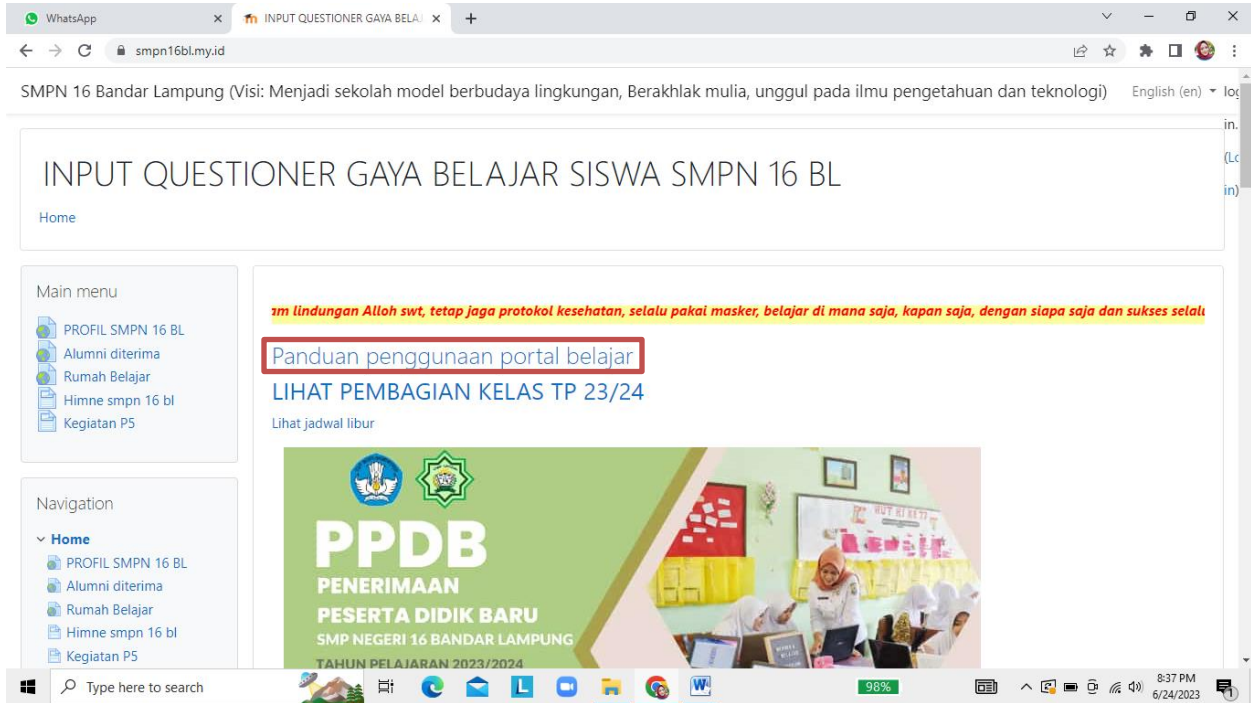 WhatsApp
INPUT QUESTIONER GAYA BELAJ
smpn16bl.my.id
SMPN 16 Bandar Lampung (Visi: Menjadi sekolah model berbudaya lingkungan, Berakhlak mulia, unggul pada ilmu pengetahuan dan teknologi)
English (en)
in.
in)
INPUT QUESTIONER GAYA BELAJAR SISWA SMPN 16 BL
Home
Main menu
PROFIL SMPN 16 BL
Alumni diterima
Rumah Belajar
Himne smpn 16 bl
Kegiatan P5
lindungan Alloh swt, tetap jaga protokol kesehatan, selalu pakai masker, belajar di mana saja, kapan saja, dengan siapa saja dan sukses
Panduan penggunaan portal belajar
LIHAT PEMBAGIAN KELAS TP 23/24
Lihat jadwal libur
Navigation
Home
PROFIL SMPN 16 BL
Alumni diterima
Rumah Belajar
Himne smpn 16 bl
Kegiatan P5
PPDB
PENERIMAAN
PESERTA DIDIK BARU
SMP NEGERI 16 BANDAR LAMPUNG
TAHUN PELAJARAN 2023/2024
Type here to search
98%
8:37 PM
6/24/2023